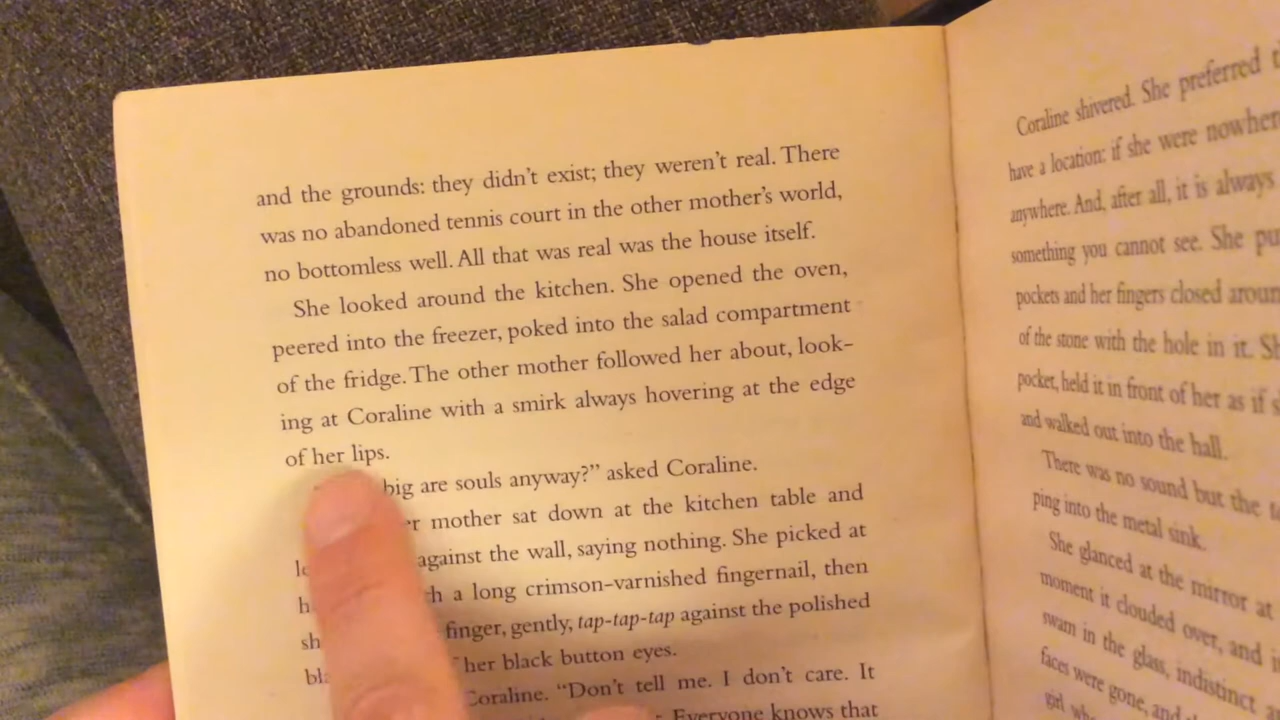 and the grounds: they didn't exist; they weren't real. There
was no abandoned tennis court in the other mother's world,
no bottomless well. All that was real was the house itself.
She looked around the kitchen. She opened the oven,
peered into the freezer, poked into the salad compartment
of the fridge. The other mother followed her about, look-
ing at Coraline with a smirk always hovering at the edge
of her lips.
big are souls anyway?" asked Coraline.
mother sat down at the kitchen table and
against the wall, saying nothing. She picked at
a long crimson-varnished fingernail, then
finger, gently, tap-tap-tap against the polished
her black button eyes.
Coraline. "Don't tell me. I don't care. It
Everyone knows that
Coraline shivered. She preferred
have a location: if she were nowhere
anywhere. And, after all, it is always
something you cannot see. She
pockets and her fingers closed
of the stone with the hole in it.
pocket, held it in front of her as if
and walked out into the hall.
There was no sound but the
ping into the metal sink.
She glanced at the mirror at
moment it clouded over, and
swam in the glass, indistinct
faces were gone, and
girl